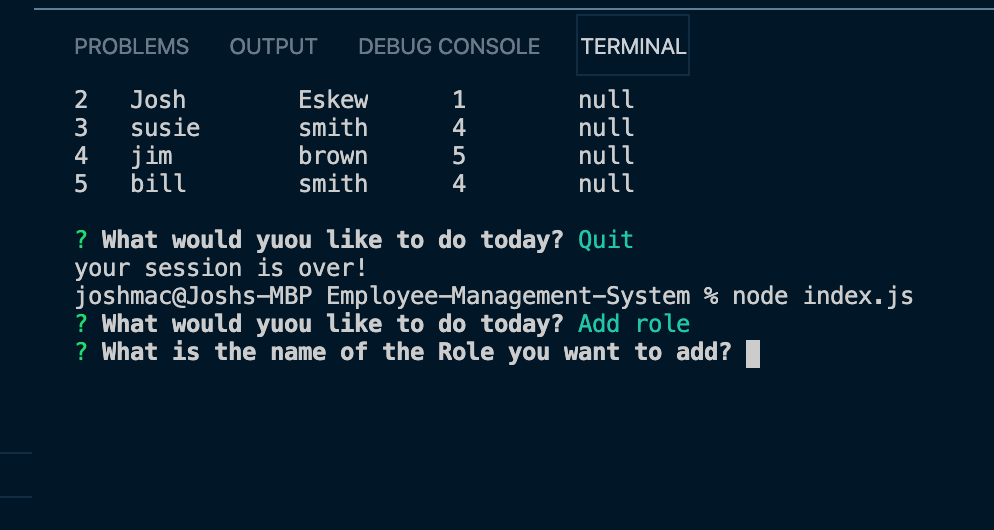 PROBLEMS OUTPUT DEBUG CONSOLE TERMINAL
2 Josh Eskew 1 null
3 susie smith 4 null
4 jim brown 5 null
5 bill smith 4 null
? What would yuou like to do today? Quit
your session is over!
joshmac@Joshs-MBP Employee-Management-System % node index.js
? What would yuou like to do today? Add role
? What is the name of the Role you want to add?